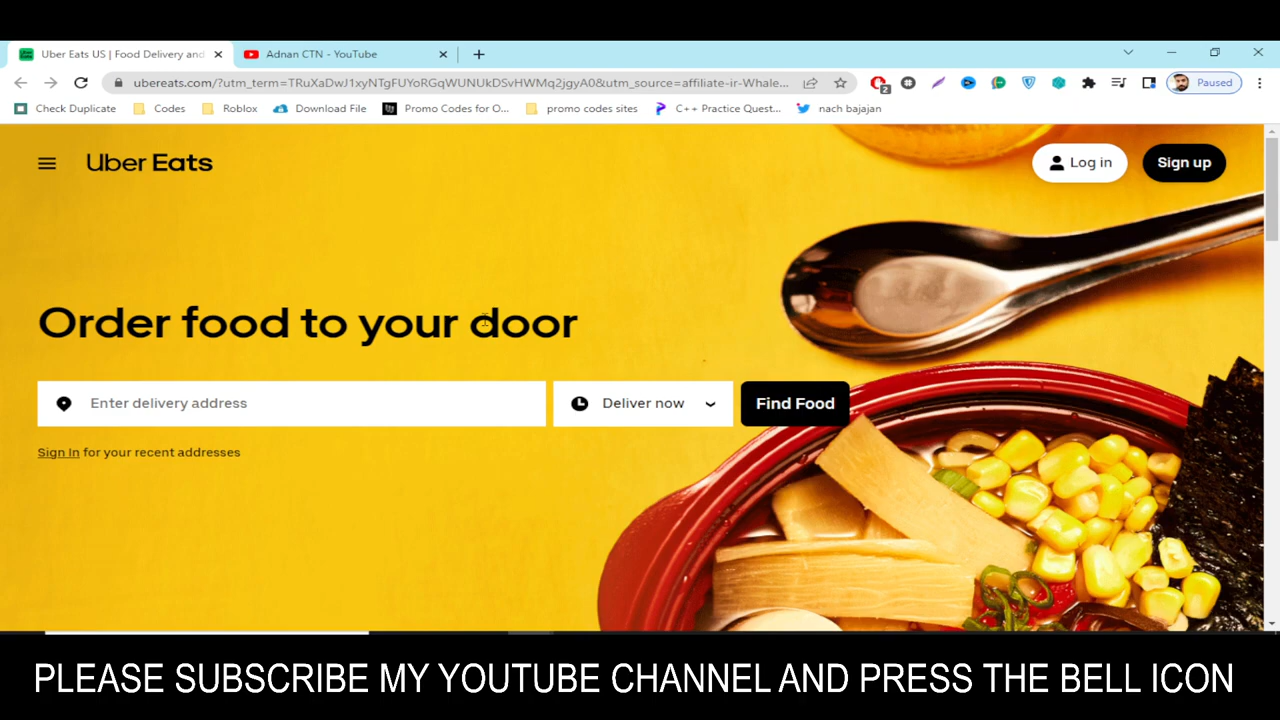 Uber Eats US | Food Delivery and
Adnan CTN - YouTube
ubereats.com/?utm_term=TRuXaDwJ1xyNTgFUYoRGqWUNUkDSvHWMq2jgyA0&utm_source=affiliate-ir-Whale...
2
Paused
Check Duplicate
Codes
Roblox
Download File
Promo Codes for O...
promo codes sites
C++ Practice Quest...
nach bajajan
Uber Eats
Log in
Sign up
Order food to your door
Enter delivery address
Deliver now
Find Food
Sign In for your recent addresses
PLEASE SUBSCRIBE MY YOUTUBE CHANNEL AND PRESS THE BELL ICON